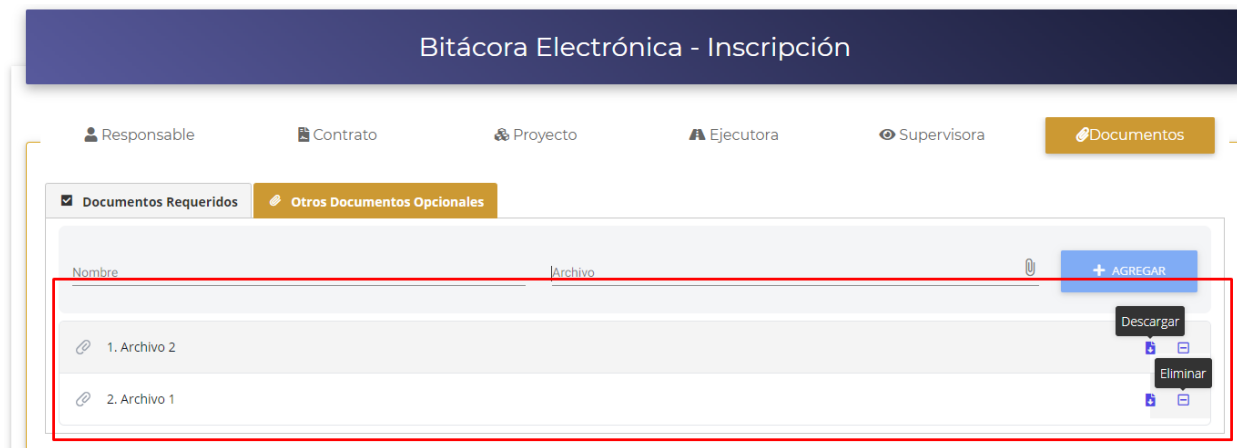 Bitácora Electrónica - Inscripción
Responsable Contrato Proyecto Ejecutora Supervisora Documentos
Documentos Requeridos Otros Documentos Opcionales
Nombre Archivo + AGREGAR
Descargar
1. Archivo 2
Eliminar
2. Archivo 1